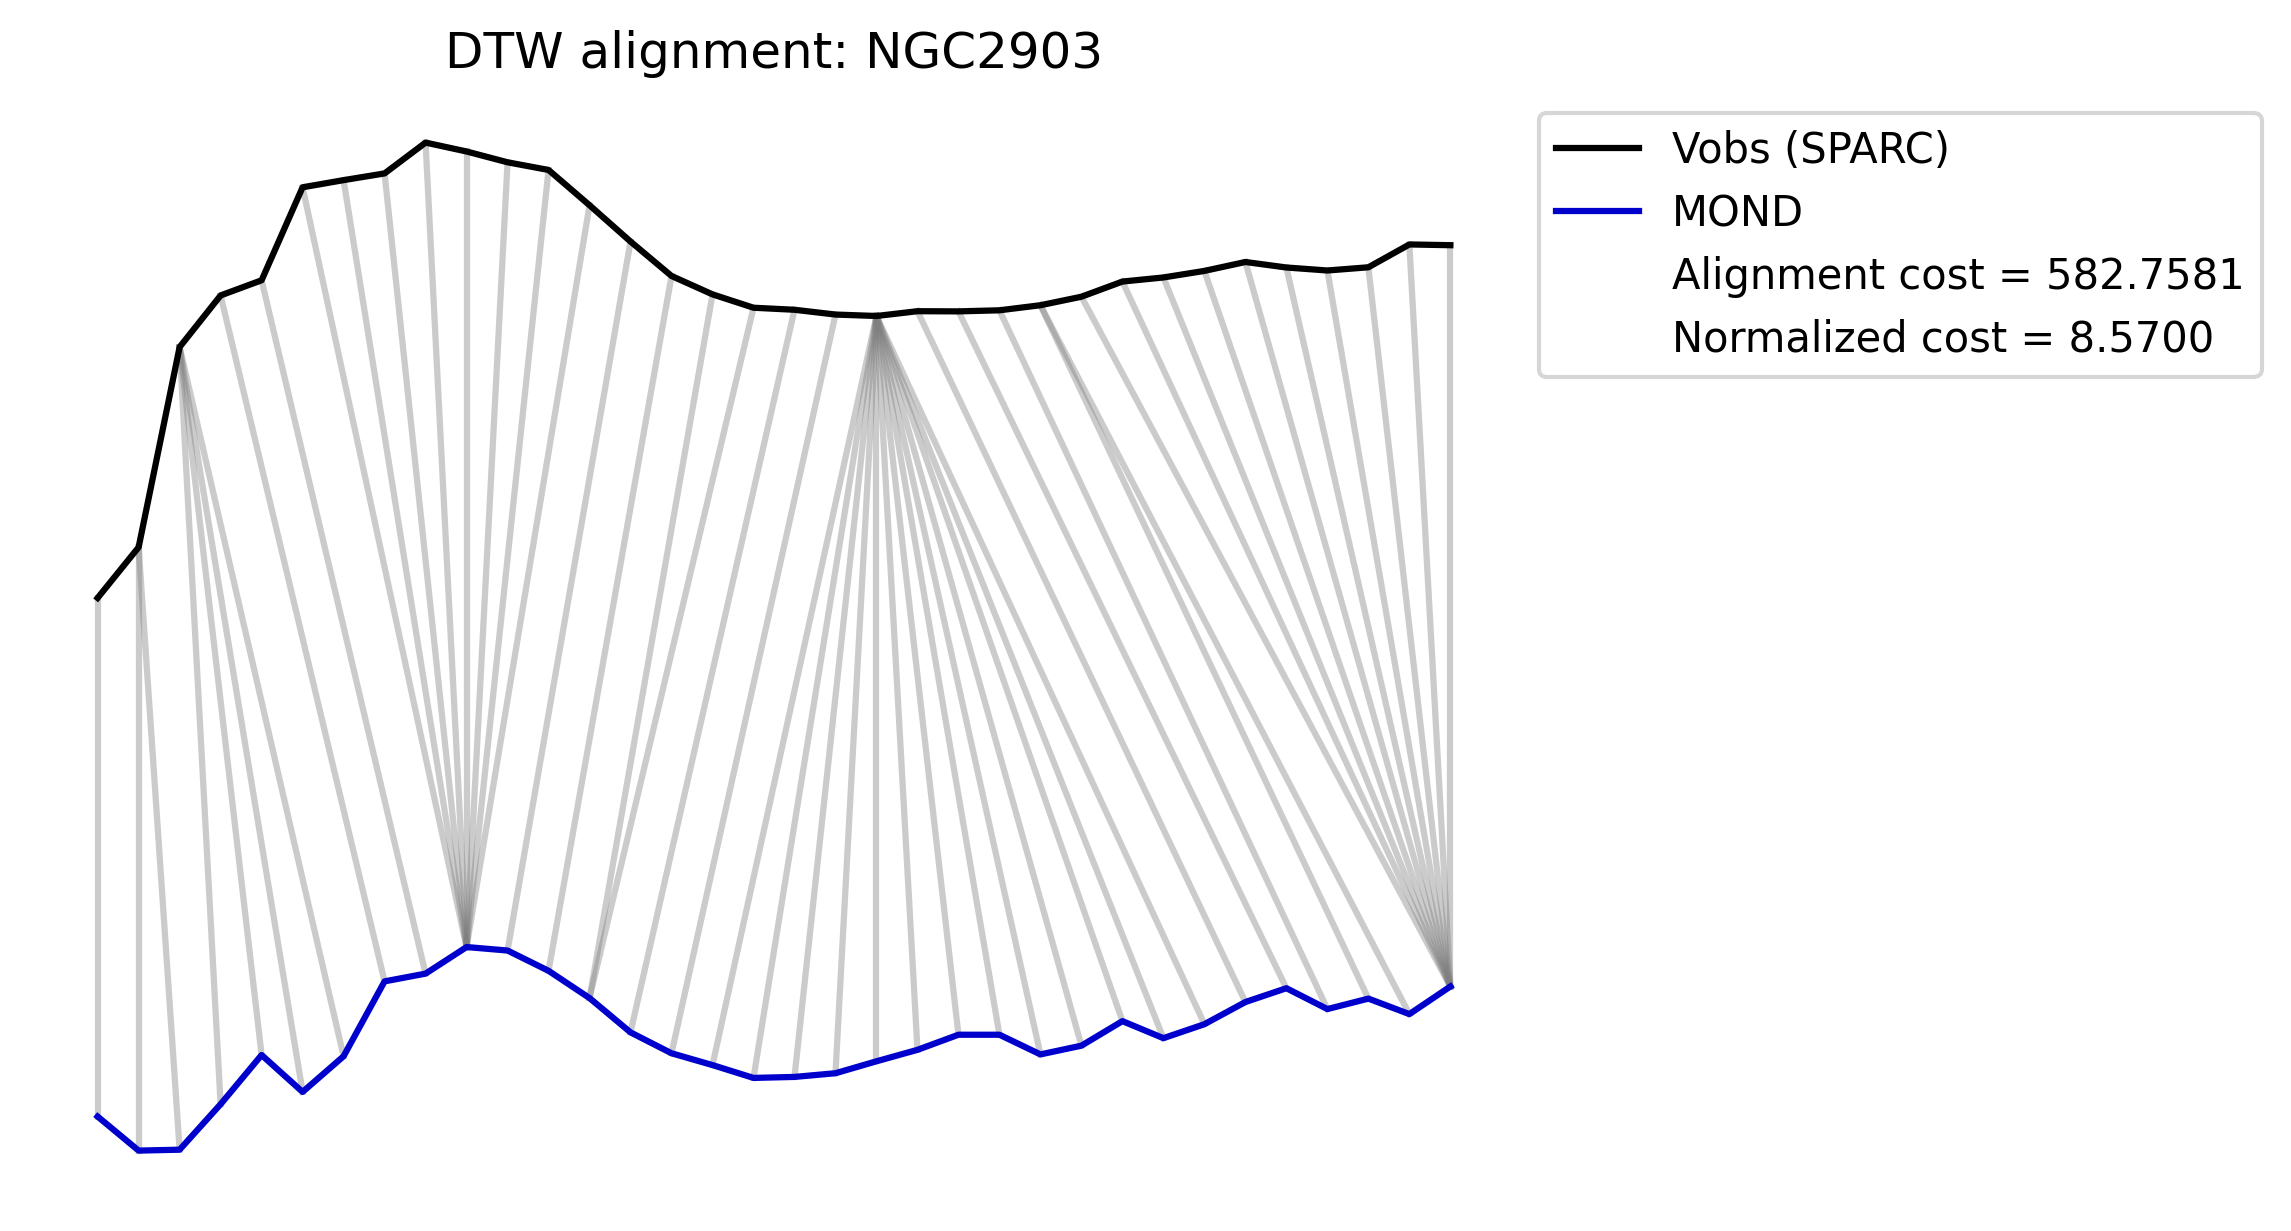 DTW alignment: NGC2903
Vobs (SPARC)
MOND
Alignment cost = 582.7581
Normalized cost = 8.5700